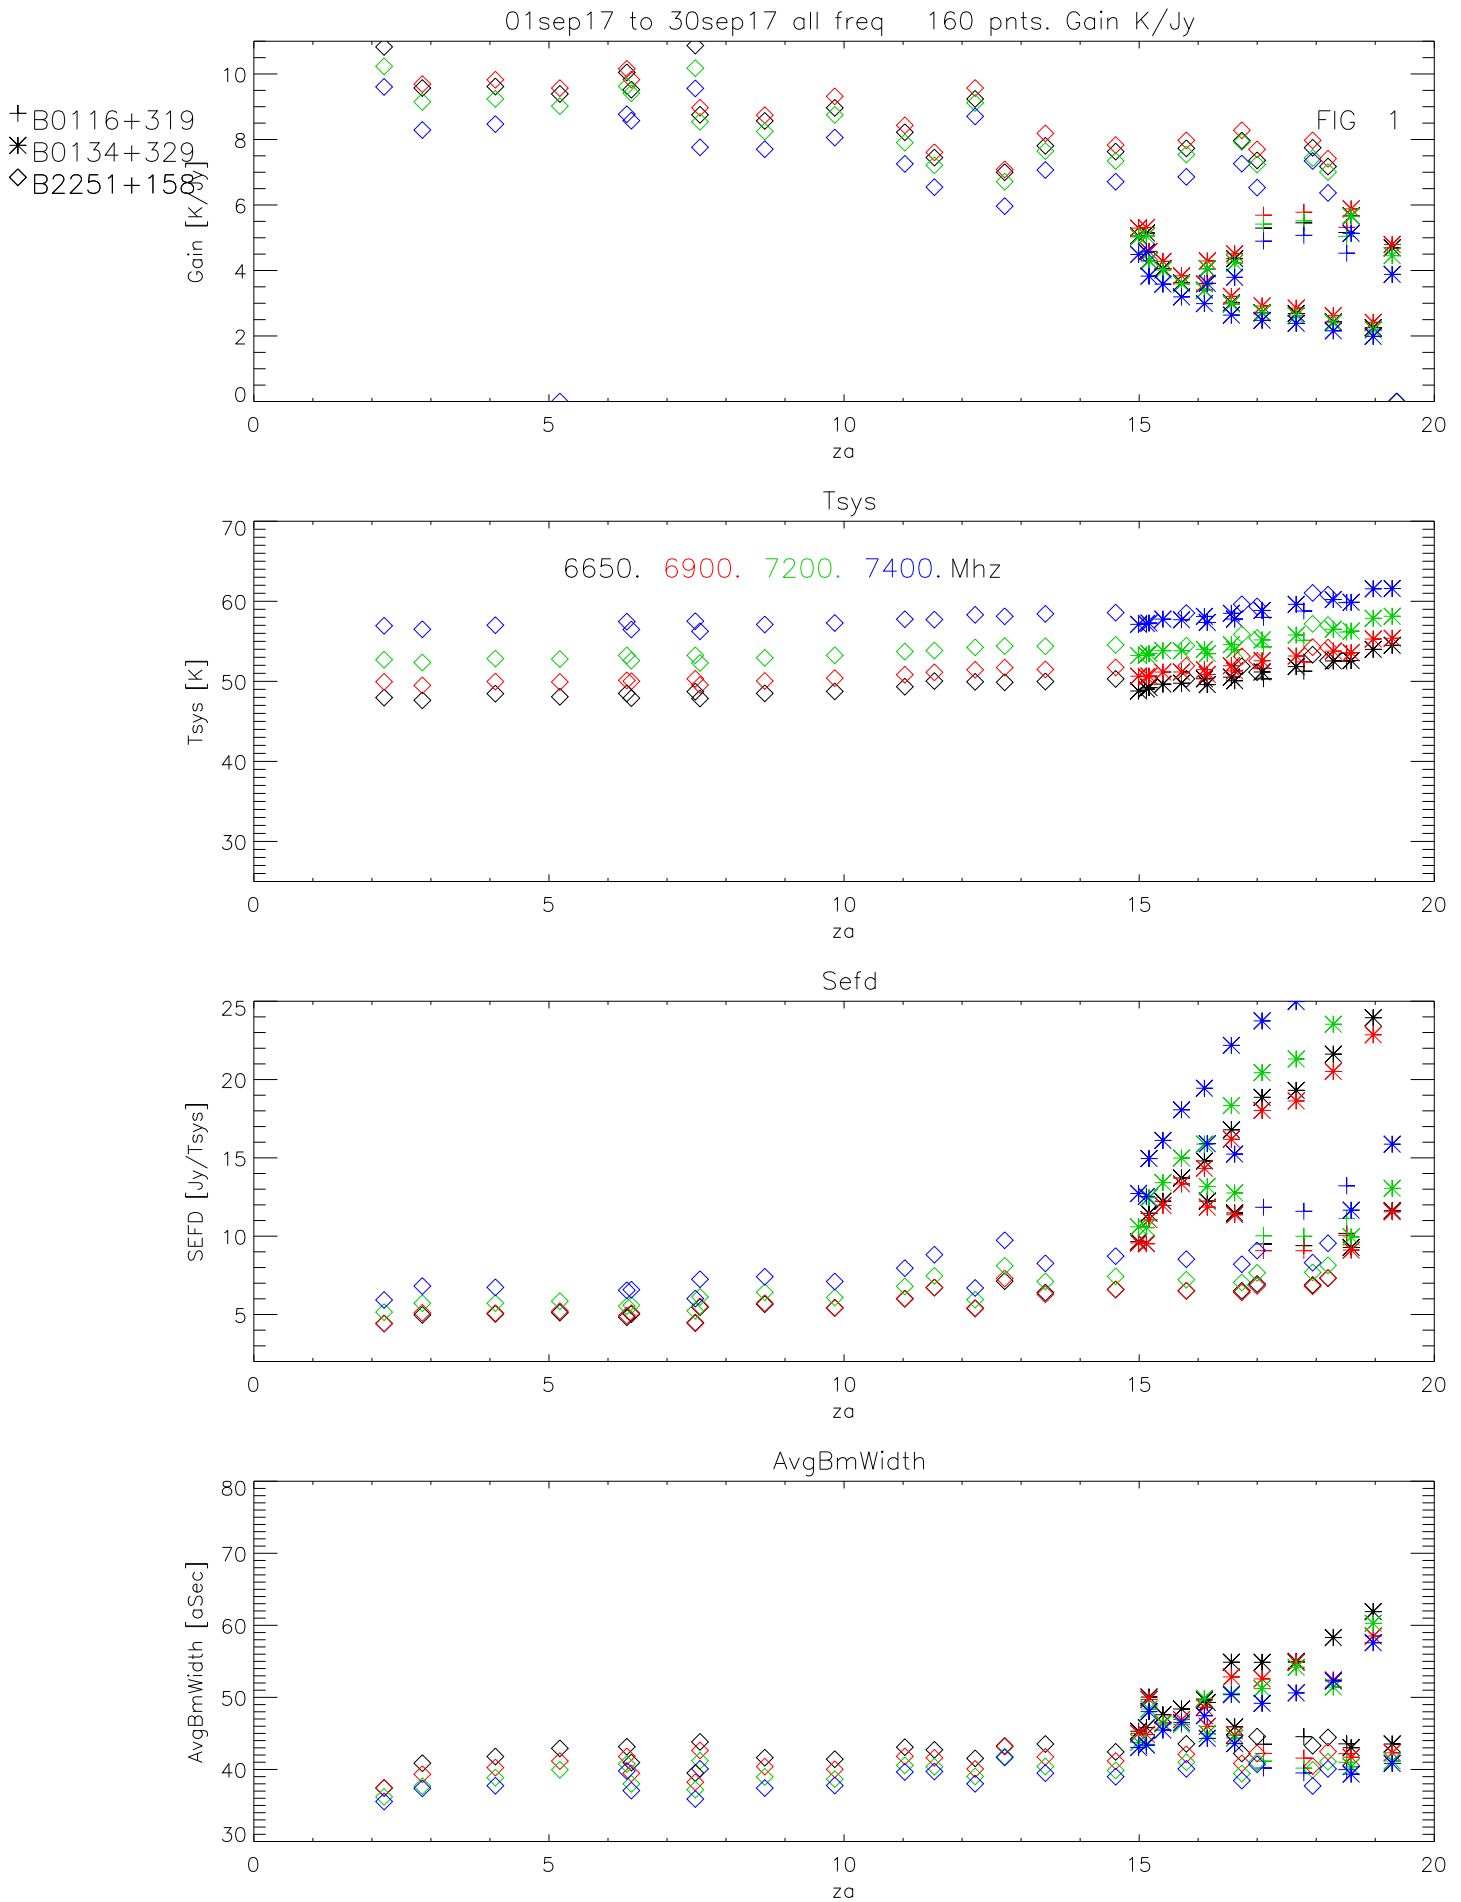 01sep17 to 30sep17 all freq   160 pnts. Gain K/Jy
B0116+319
B0134+329
B2251+158
FIG   1
Gain [K/Jy]
10
8
6
4
2
0
0 5 10 15 20
za
Tsys
6650. 6900. 7200. 7400. Mhz
Tsys [K]
70
60
50
40
30
0 5 10 15 20
za
Sefd
SEFD [Jy/Tsys]
25
20
15
10
5
0 5 10 15 20
za
AvgBmWidth
AvgBmWidth [aSec]
80
70
60
50
40
30
0 5 10 15 20
za